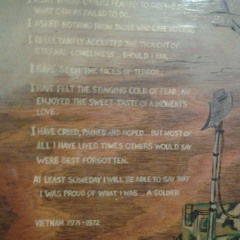 WHAT OTHERS FAILED TO DO.
I ASKED NOTHING FROM THOSE WHO GAVE NOTHING
RELUCTANTLY ACCEPTED THE THOUGHT OF
ETERNAL LONELINESS... SHOULD I FAIL.
I HAVE SEEN THE FACES OF TERROR...
I HAVE FELT THE STINGING COLD OF FEAR, AND
ENJOYED THE SWEET TASTE OF A MOMENT'S
LOVE.
I HAVE CRIED, PAINED AND HOPED... BUT MOST OF
ALL I HAVE LIVED TIMES OTHERS WOULD SAY
WERE BEST FORGOTTEN.
AT LEAST SOMEDAY I WILL BE ABLE TO SAY THAT
I WAS PROUD OF WHAT I WAS... A SOLDIER
VIETNAM 1971-1972